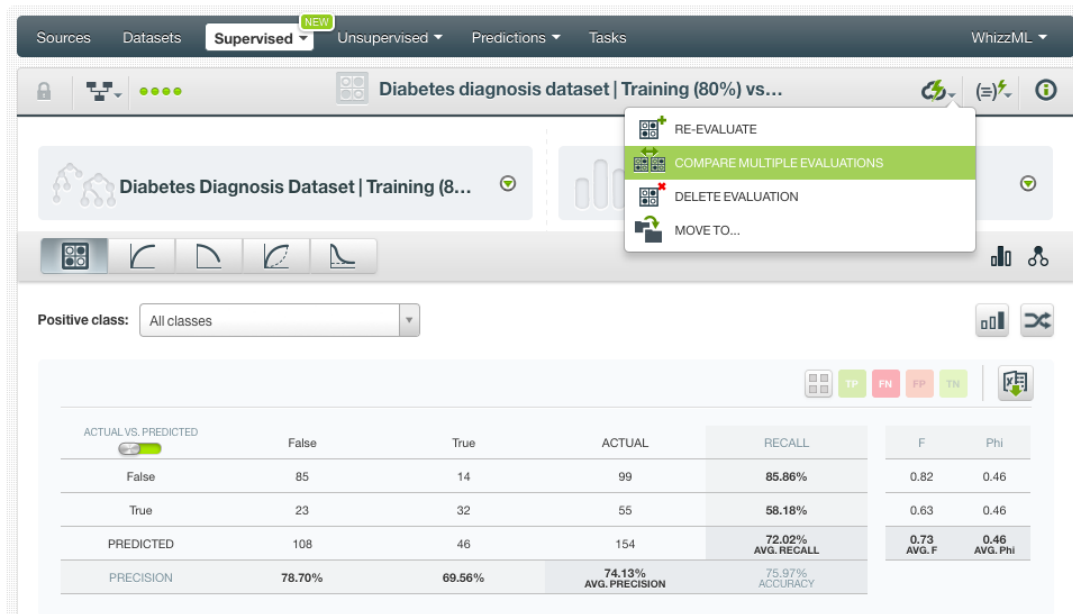 NEW
Sources Datasets Supervised Unsupervised Predictions Tasks WhizzML
Diabetes diagnosis dataset | Training (80%) vs...
RE-EVALUATE
COMPARE MULTIPLE EVALUATIONS
DELETE EVALUATION
MOVE TO...
Diabetes Diagnosis Dataset | Training (8...
Positive class: All classes
TP FN FP TN
ACTUAL VS. PREDICTED False True ACTUAL RECALL F Phi
False 85 14 99 85.86% 0.82 0.46
True 23 32 55 58.18% 0.63 0.46
PREDICTED 108 46 154 72.02% 0.73 0.46
AVG. RECALL AVG. F AVG. Phi
PRECISION 78.70% 69.56% 74.13% 75.97%
AVG. PRECISION ACCURACY